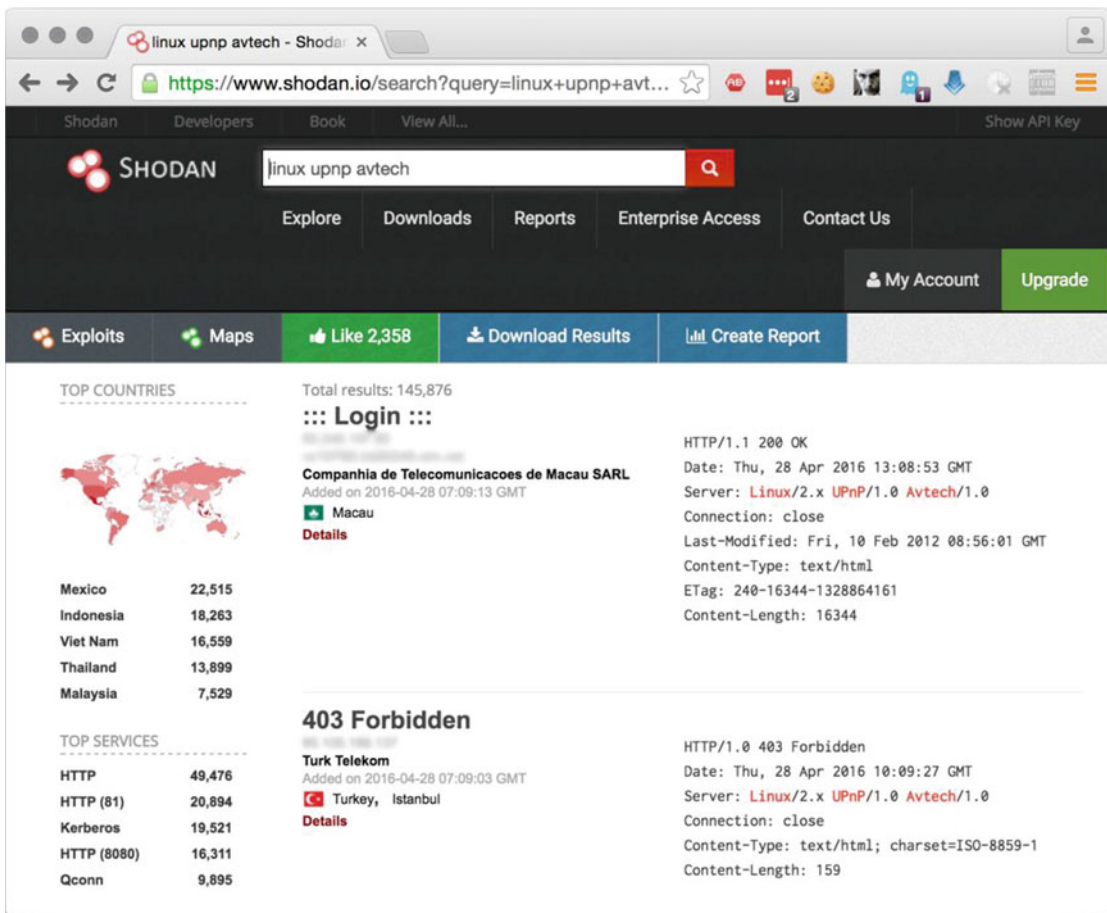 linux upnp avtech - Shodan
https://www.shodan.io/search?query=linux+upnp+avt...
2
1
Shodan Developers Book View All... Show API Key
SHODAN
linux upnp avtech
Explore Downloads Reports Enterprise Access Contact Us
My Account Upgrade
Exploits Maps Like 2,358 Download Results Create Report
TOP COUNTRIES
Mexico 22,515
Indonesia 18,263
Viet Nam 16,559
Thailand 13,899
Malaysia 7,529
TOP SERVICES
HTTP 49,476
HTTP (81) 20,894
Kerberos 19,521
HTTP (8080) 16,311
Qconn 9,895
Total results: 145,876
::: Login :::
Companhia de Telecomunicacoes de Macau SARL
Added on 2016-04-28 07:09:13 GMT
Macau
Details
HTTP/1.1 200 OK
Date: Thu, 28 Apr 2016 13:08:53 GMT
Server: Linux/2.x UPnP/1.0 Avtech/1.0
Connection: close
Last-Modified: Fri, 10 Feb 2012 08:56:01 GMT
Content-Type: text/html
ETag: 240-16344-1328864161
Content-Length: 16344
403 Forbidden
Turk Telekom
Added on 2016-04-28 07:09:03 GMT
Turkey, Istanbul
Details
HTTP/1.0 403 Forbidden
Date: Thu, 28 Apr 2016 10:09:27 GMT
Server: Linux/2.x UPnP/1.0 Avtech/1.0
Connection: close
Content-Type: text/html; charset=ISO-8859-1
Content-Length: 159